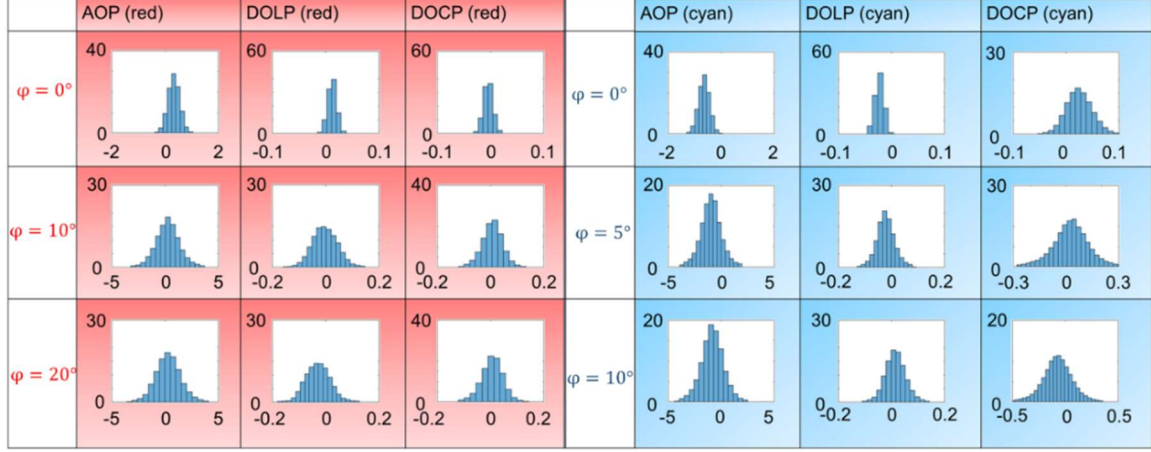 AOP (red) DOLP (red) DOCP (red) AOP (cyan) DOLP (cyan) DOCP (cyan)
40 60 60 40 60 30
φ = 0° φ = 0°
0 0 0 0 0 0
-2 0 2 -0.1 0 0.1 -0.1 0 0.1 -2 0 2 -0.1 0 0.1 -0.1 0 0.1
30 30 40 20 30 30
φ = 10° φ = 5°
0 0 0 0 0 0
-5 0 5 -0.2 0 0.2 -0.2 0 0.2 -5 0 5 -0.2 0 0.2 -0.3 0 0.3
30 30 40 20 30 20
φ = 20° φ = 10°
0 0 0 0 0 0
-5 0 5 -0.2 0 0.2 -0.2 0 0.2 -5 0 5 -0.2 0 0.2 -0.5 0 0.5